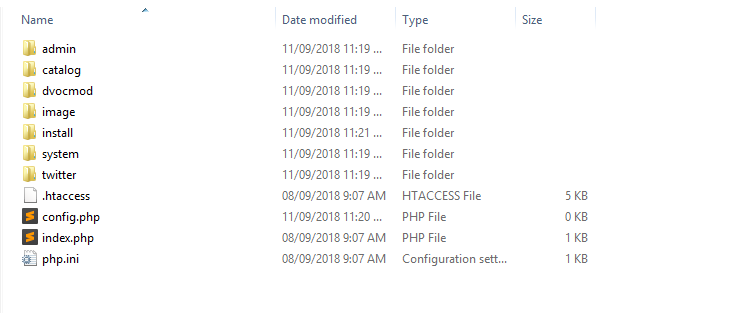 Name Date modified Type Size
admin 11/09/2018 11:19 ... File folder
catalog 11/09/2018 11:19 ... File folder
dvocmod 11/09/2018 11:19 ... File folder
image 11/09/2018 11:19 ... File folder
install 11/09/2018 11:21 ... File folder
system 11/09/2018 11:19 ... File folder
twitter 11/09/2018 11:19 ... File folder
.htaccess 08/09/2018 9:07 AM HTACCESS File 5 KB
config.php 11/09/2018 11:20 ... PHP File 0 KB
index.php 08/09/2018 9:07 AM PHP File 1 KB
php.ini 08/09/2018 9:07 AM Configuration sett... 1 KB